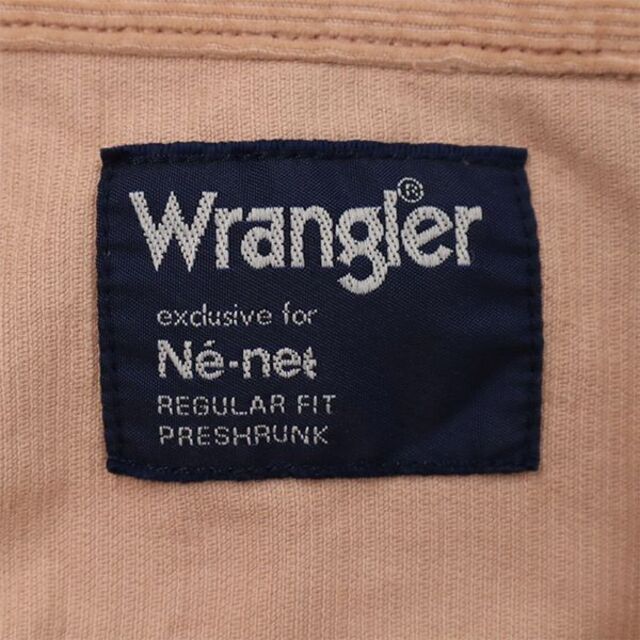 Wrangler®
exclusive for
Né-net
REGULAR FIT
PRESHRUNK